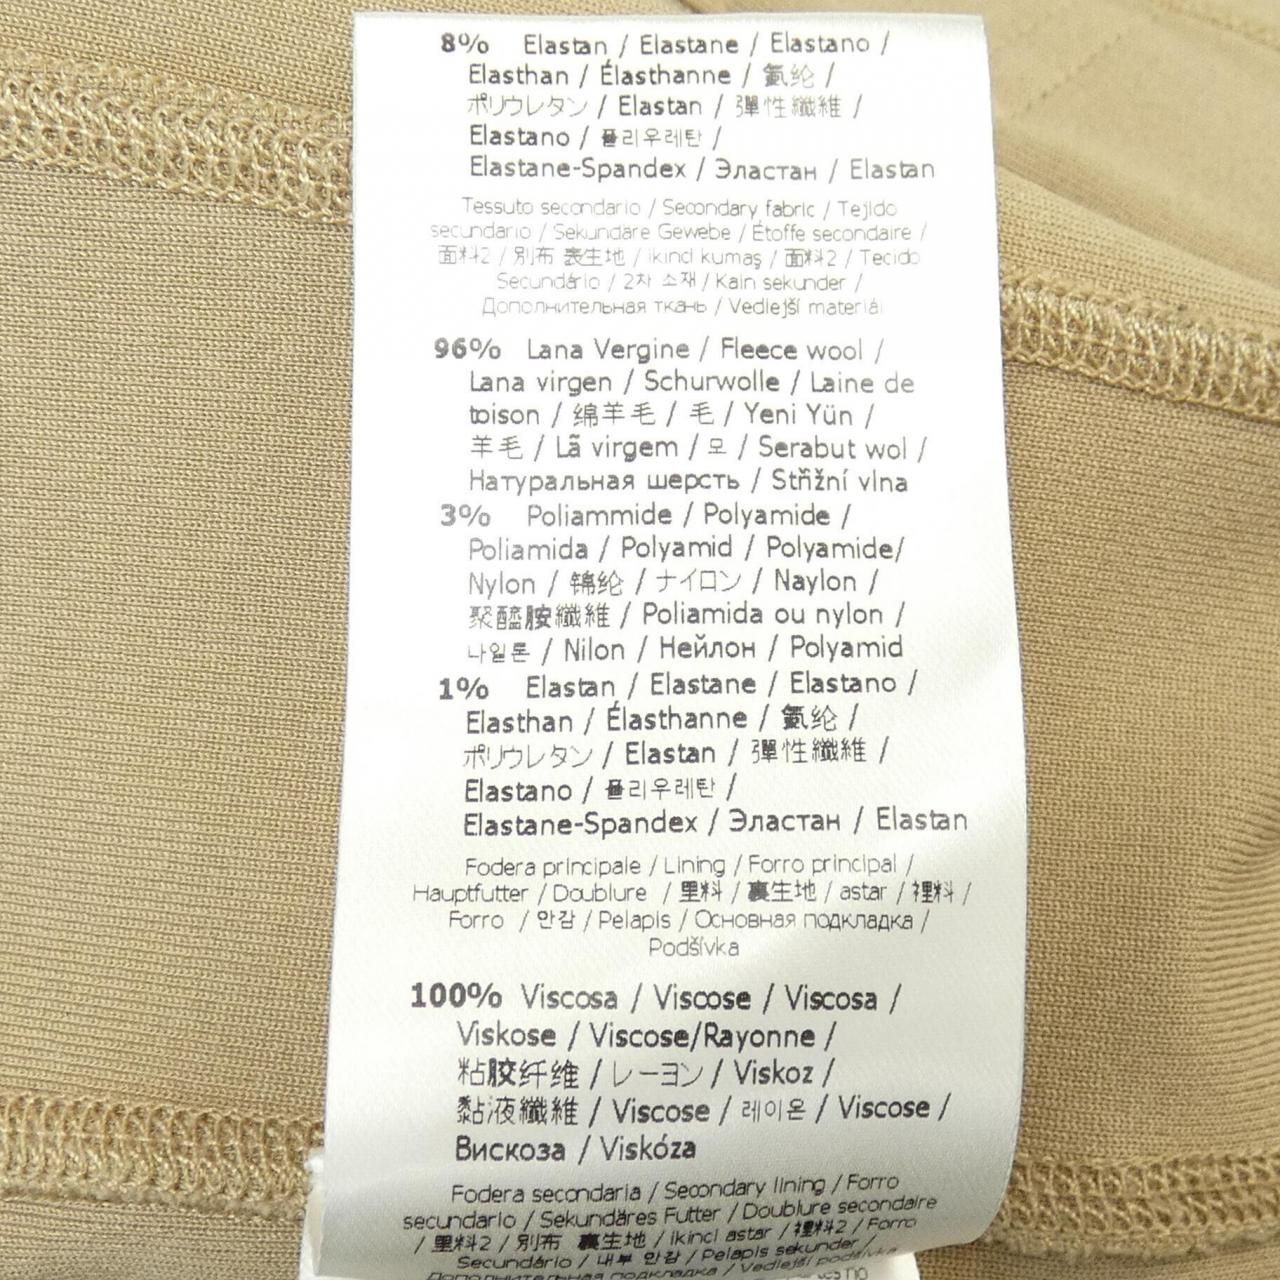 8% Elastan / Elastane / Elastano /
Elasthan / Élasthanne / 氨纶 /
ポリウレタン / Elastan / 彈性纖維 /
Elastano / 폴리우레탄 /
Elastane-Spandex / Эластан / Elastan
Tessuto secondario / Secondary fabric / Tejido
secundario / Sekundäre Gewebe / Étoffe secondaire /
面料2 / 別布 表生地 / ikinci kumaş / 面料2 / Tecido
Secundário / 2차 소재 / Kain sekunder /
Дополнительная ткань / Vedlejší materiál
96% Lana Vergine / Fleece wool /
Lana virgen / Schurwolle / Laine de
toison / 绵羊毛 / 毛 / Yeni Yün /
羊毛 / Lã virgem / 모 / Serabut wol /
Натуральная шерсть / Střižní vlna
3% Poliammide / Polyamide /
Poliamida / Polyamid / Polyamide/
Nylon / 锦纶 / ナイロン / Naylon /
聚醯胺纖維 / Poliamida ou nylon /
나일론 / Nilon / Нейлон / Polyamid
1% Elastan / Elastane / Elastano /
Elasthan / Élasthanne / 氨纶 /
ポリウレタン / Elastan / 彈性纖維 /
Elastano / 폴리우레탄 /
Elastane-Spandex / Эластан / Elastan
Fodera principale / Lining / Forro principal /
Hauptfutter / Doublure / 里料 / 裏生地 / astar / 裡料 /
Forro / 안감 / Pelapis / Основная подкладка /
Podšívka
100% Viscosa / Viscose / Viscosa /
Viskose / Viscose/Rayonne /
粘胶纤维 / レーヨン / Viskoz /
黏液纖維 / Viscose / 레이온 / Viscose /
Вискоза / Viskóza
Fodera secondaria / Secondary lining / Forro
secundario / Sekundäres Futter / Doublure secondaire
/ 里料2 / 別布 裏生地 / ikinci astar / 裡料2 / Forro
Secundário / 내부 안감 / Pelapis sekunder /
Дополнительная подкладка / Vedlejší podšívka